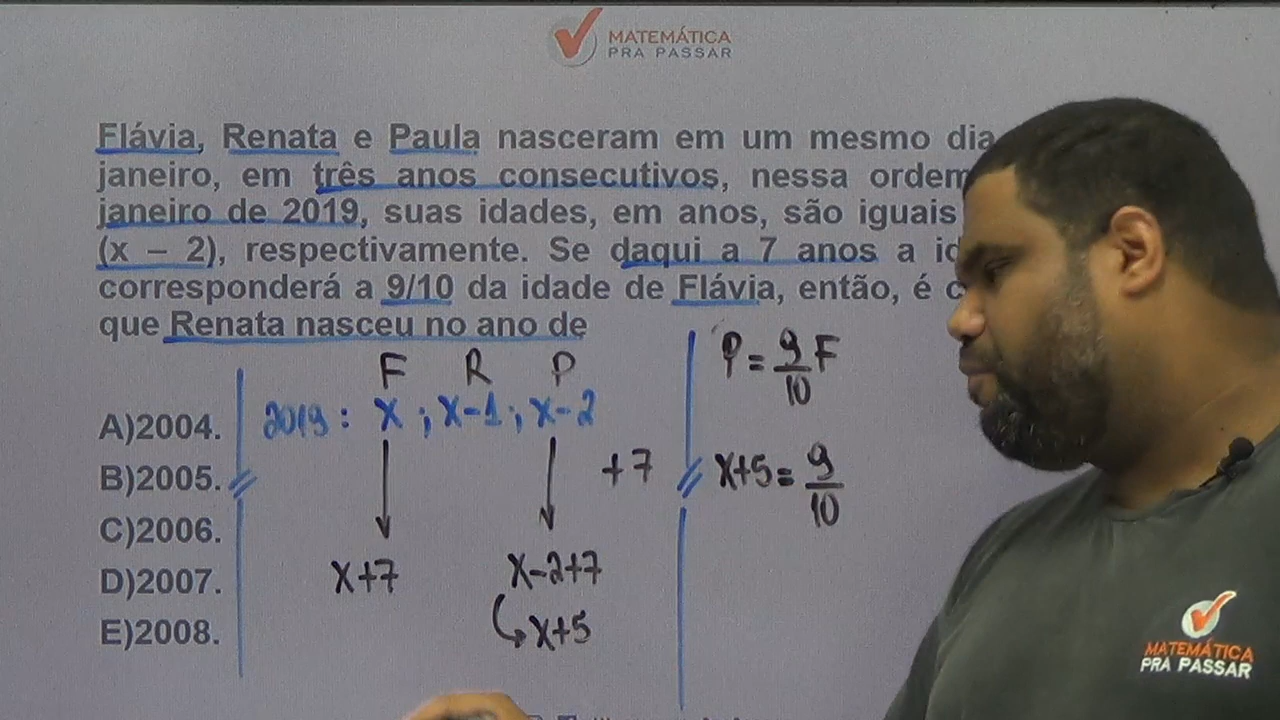 MATEMÁTICA
PRA PASSAR
Flávia, Renata e Paula nasceram em um mesmo dia
janeiro, em três anos consecutivos, nessa ordem
janeiro de 2019, suas idades, em anos, são iguais
(x – 2), respectivamente. Se daqui a 7 anos a
corresponderá a 9/10 da idade de Flávia, então, é
que Renata nasceu no ano de
A)2004.
B)2005.
C)2006.
D)2007.
E)2008.
F R P
2019: x ; x-1 ; x-2
+7
x+7 x-2+7
x+5
P = 9/10 F
x+5 = 9/10
MATEMÁTICA
PRA PASSAR